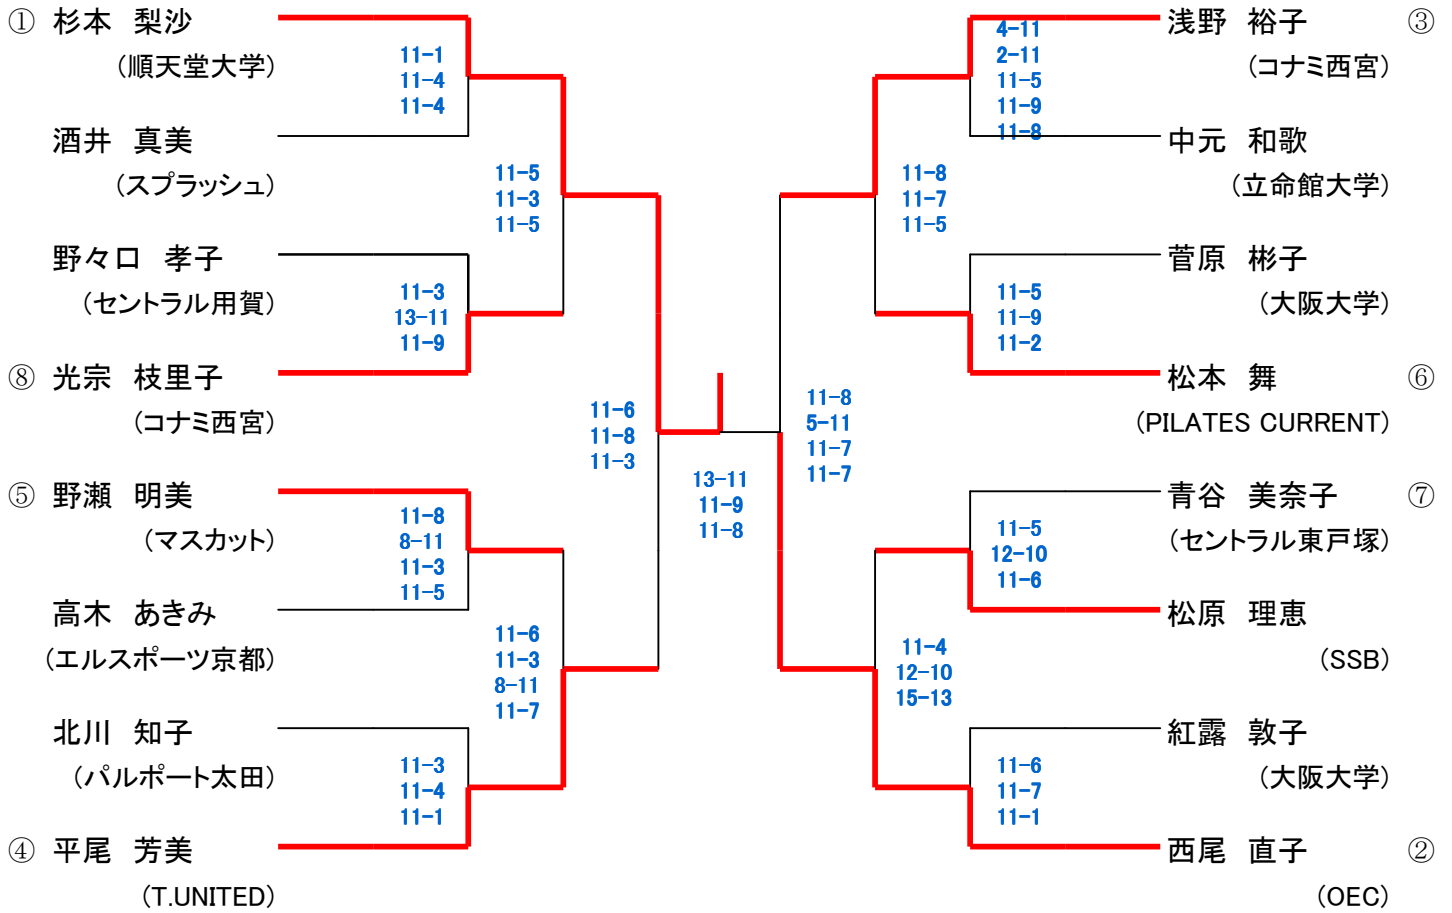 ① 杉本 梨沙
(順天堂大学)
11-1
11-4
11-4
酒井 真美
(スプラッシュ)
11-5
11-3
11-5
野々口 孝子
(セントラル用賀)
11-3
13-11
11-9
⑧ 光宗 枝里子
(コナミ西宮)
11-6
11-8
11-3
⑤ 野瀬 明美
(マスカット)
11-8
8-11
11-3
11-5
高木 あきみ
(エルスポーツ京都)
11-6
11-3
8-11
11-7
北川 知子
(パルポート太田)
11-3
11-4
11-1
④ 平尾 芳美
(T.UNITED)
13-11
11-9
11-8
浅野 裕子 ③
(コナミ西宮)
4-11
2-11
11-5
11-9
11-8
中元 和歌
(立命館大学)
11-8
11-7
11-5
菅原 彬子
(大阪大学)
11-5
11-9
11-2
松本 舞 ⑥
(PILATES CURRENT)
11-8
5-11
11-7
11-7
青谷 美奈子 ⑦
(セントラル東戸塚)
11-5
12-10
11-6
松原 理恵
(SSB)
11-4
12-10
15-13
紅露 敦子
(大阪大学)
11-6
11-7
11-1
西尾 直子 ②
(OEC)